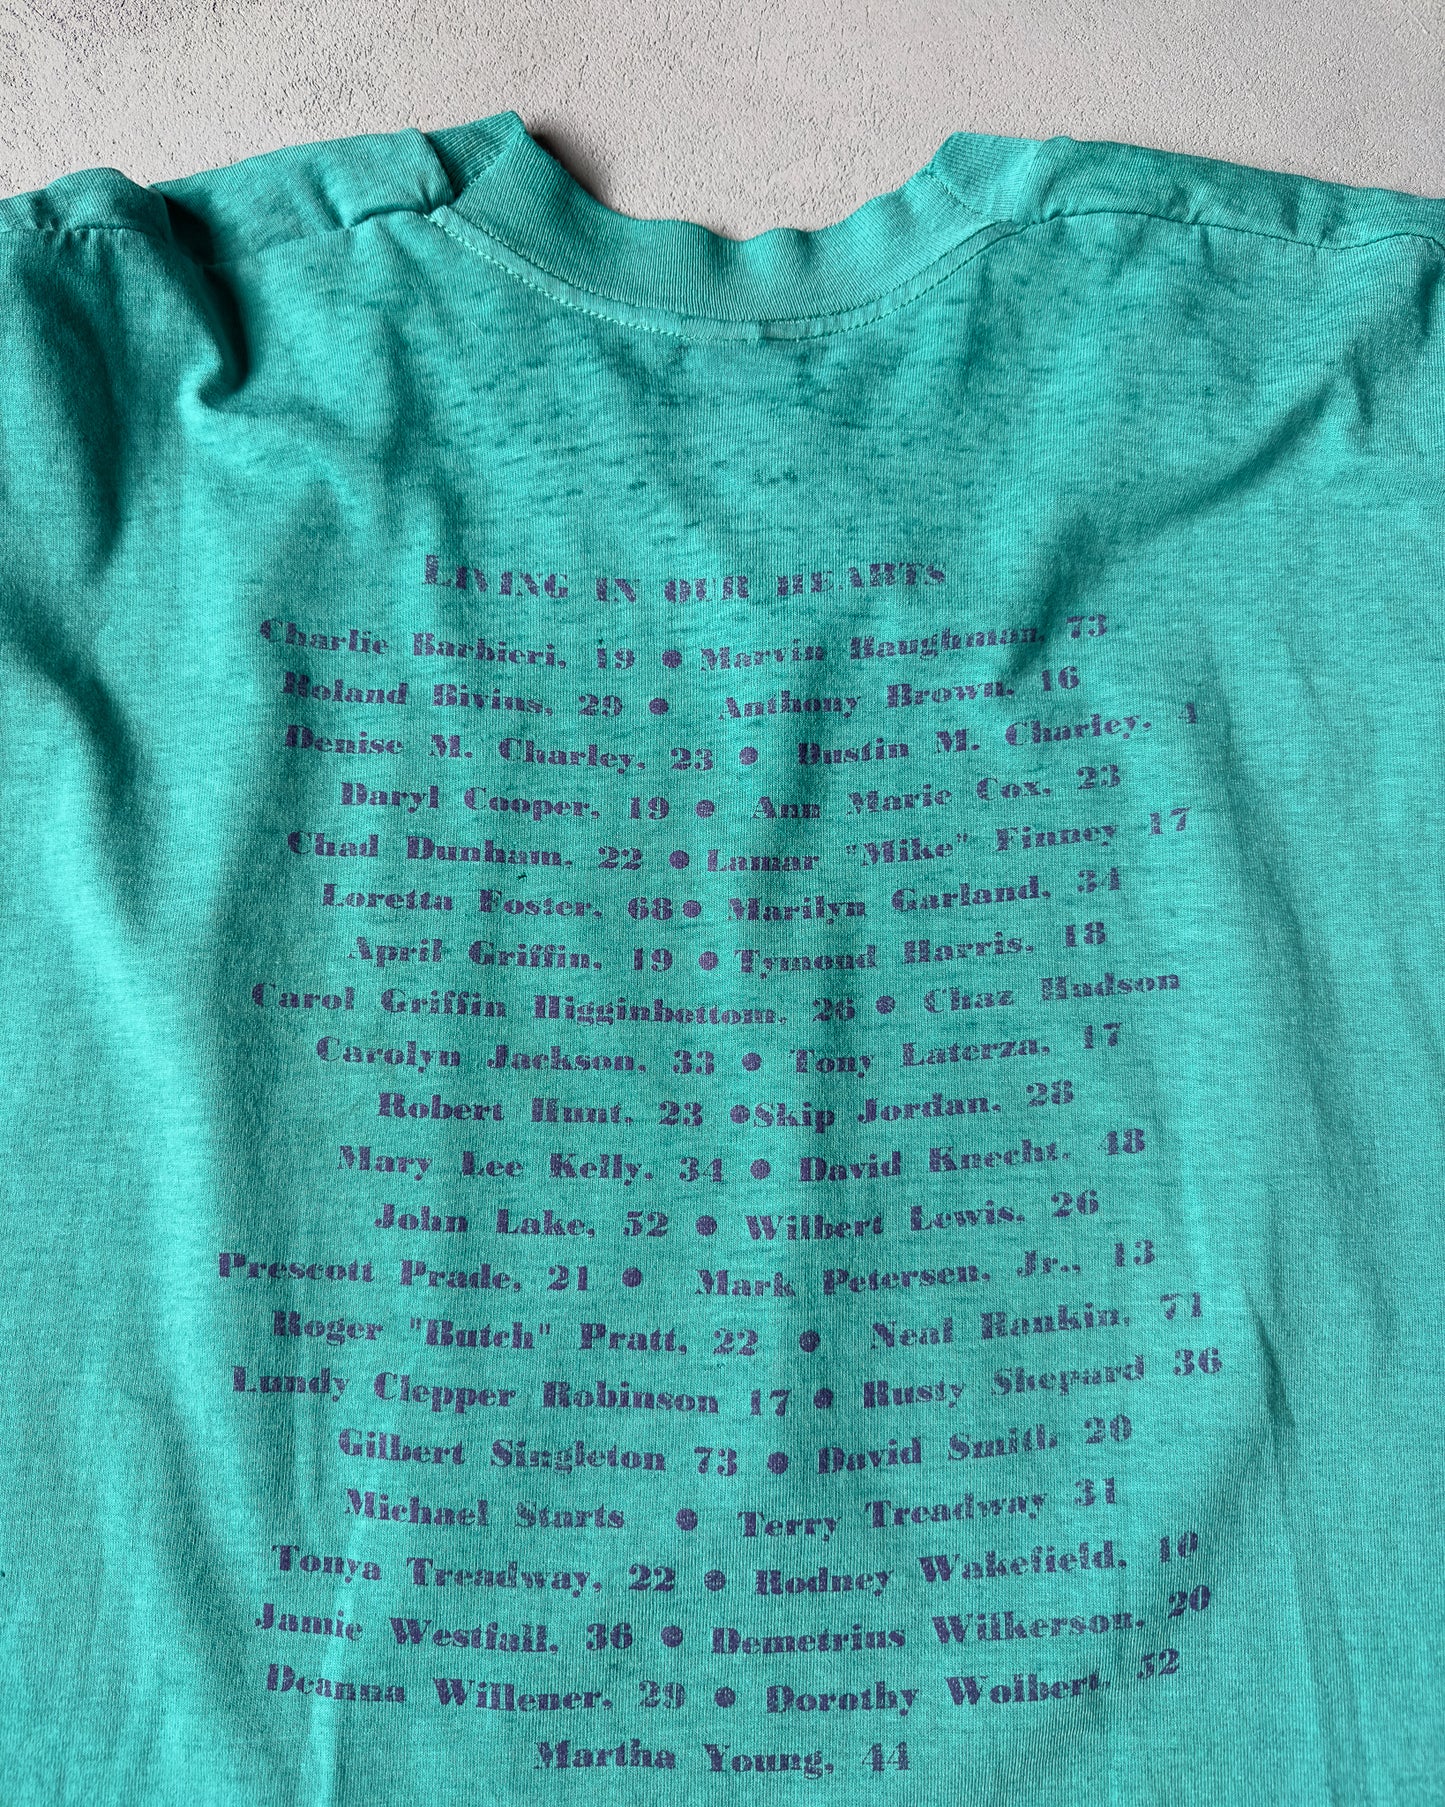 LIVING IN OUR HEARTS
Charlie Barbieri, 19 ● Marvin Baughman, 73
Roland Bivins, 29 ● Anthony Brown, 16
Denise M. Charley, 23 ● Dustin M. Charley, 4
Daryl Cooper, 19 ● Ann Marie Cox, 23
Chad Dunham, 22 ● Lamar "Mike" Finney 17
Loretta Foster, 68 ● Marilyn Garland, 34
April Griffin, 19 ● Tymond Harris, 18
Carol Griffin Higginbottom, 26 ● Chaz Hudson
Carolyn Jackson, 33 ● Tony Laterza, 17
Robert Hunt, 23 ● Skip Jordan, 28
Mary Lee Kelly, 34 ● David Knecht, 48
John Lake, 52 ● Wilbert Lewis, 26
Prescott Prade, 21 ● Mark Petersen, Jr., 13
Roger "Butch" Pratt, 22 ● Neal Rankin, 71
Lundy Clepper Robinson 17 ● Rusty Shepard 36
Gilbert Singleton 73 ● David Smith 20
Michael Starts ● Terry Treadway 31
Tonya Treadway, 22 ● Rodney Wakefield, 10
Jamie Westfall, 36 ● Demetrius Wilkerson, 20
Deanna Willener, 29 ● Dorothy Wolbert, 52
Martha Young, 44